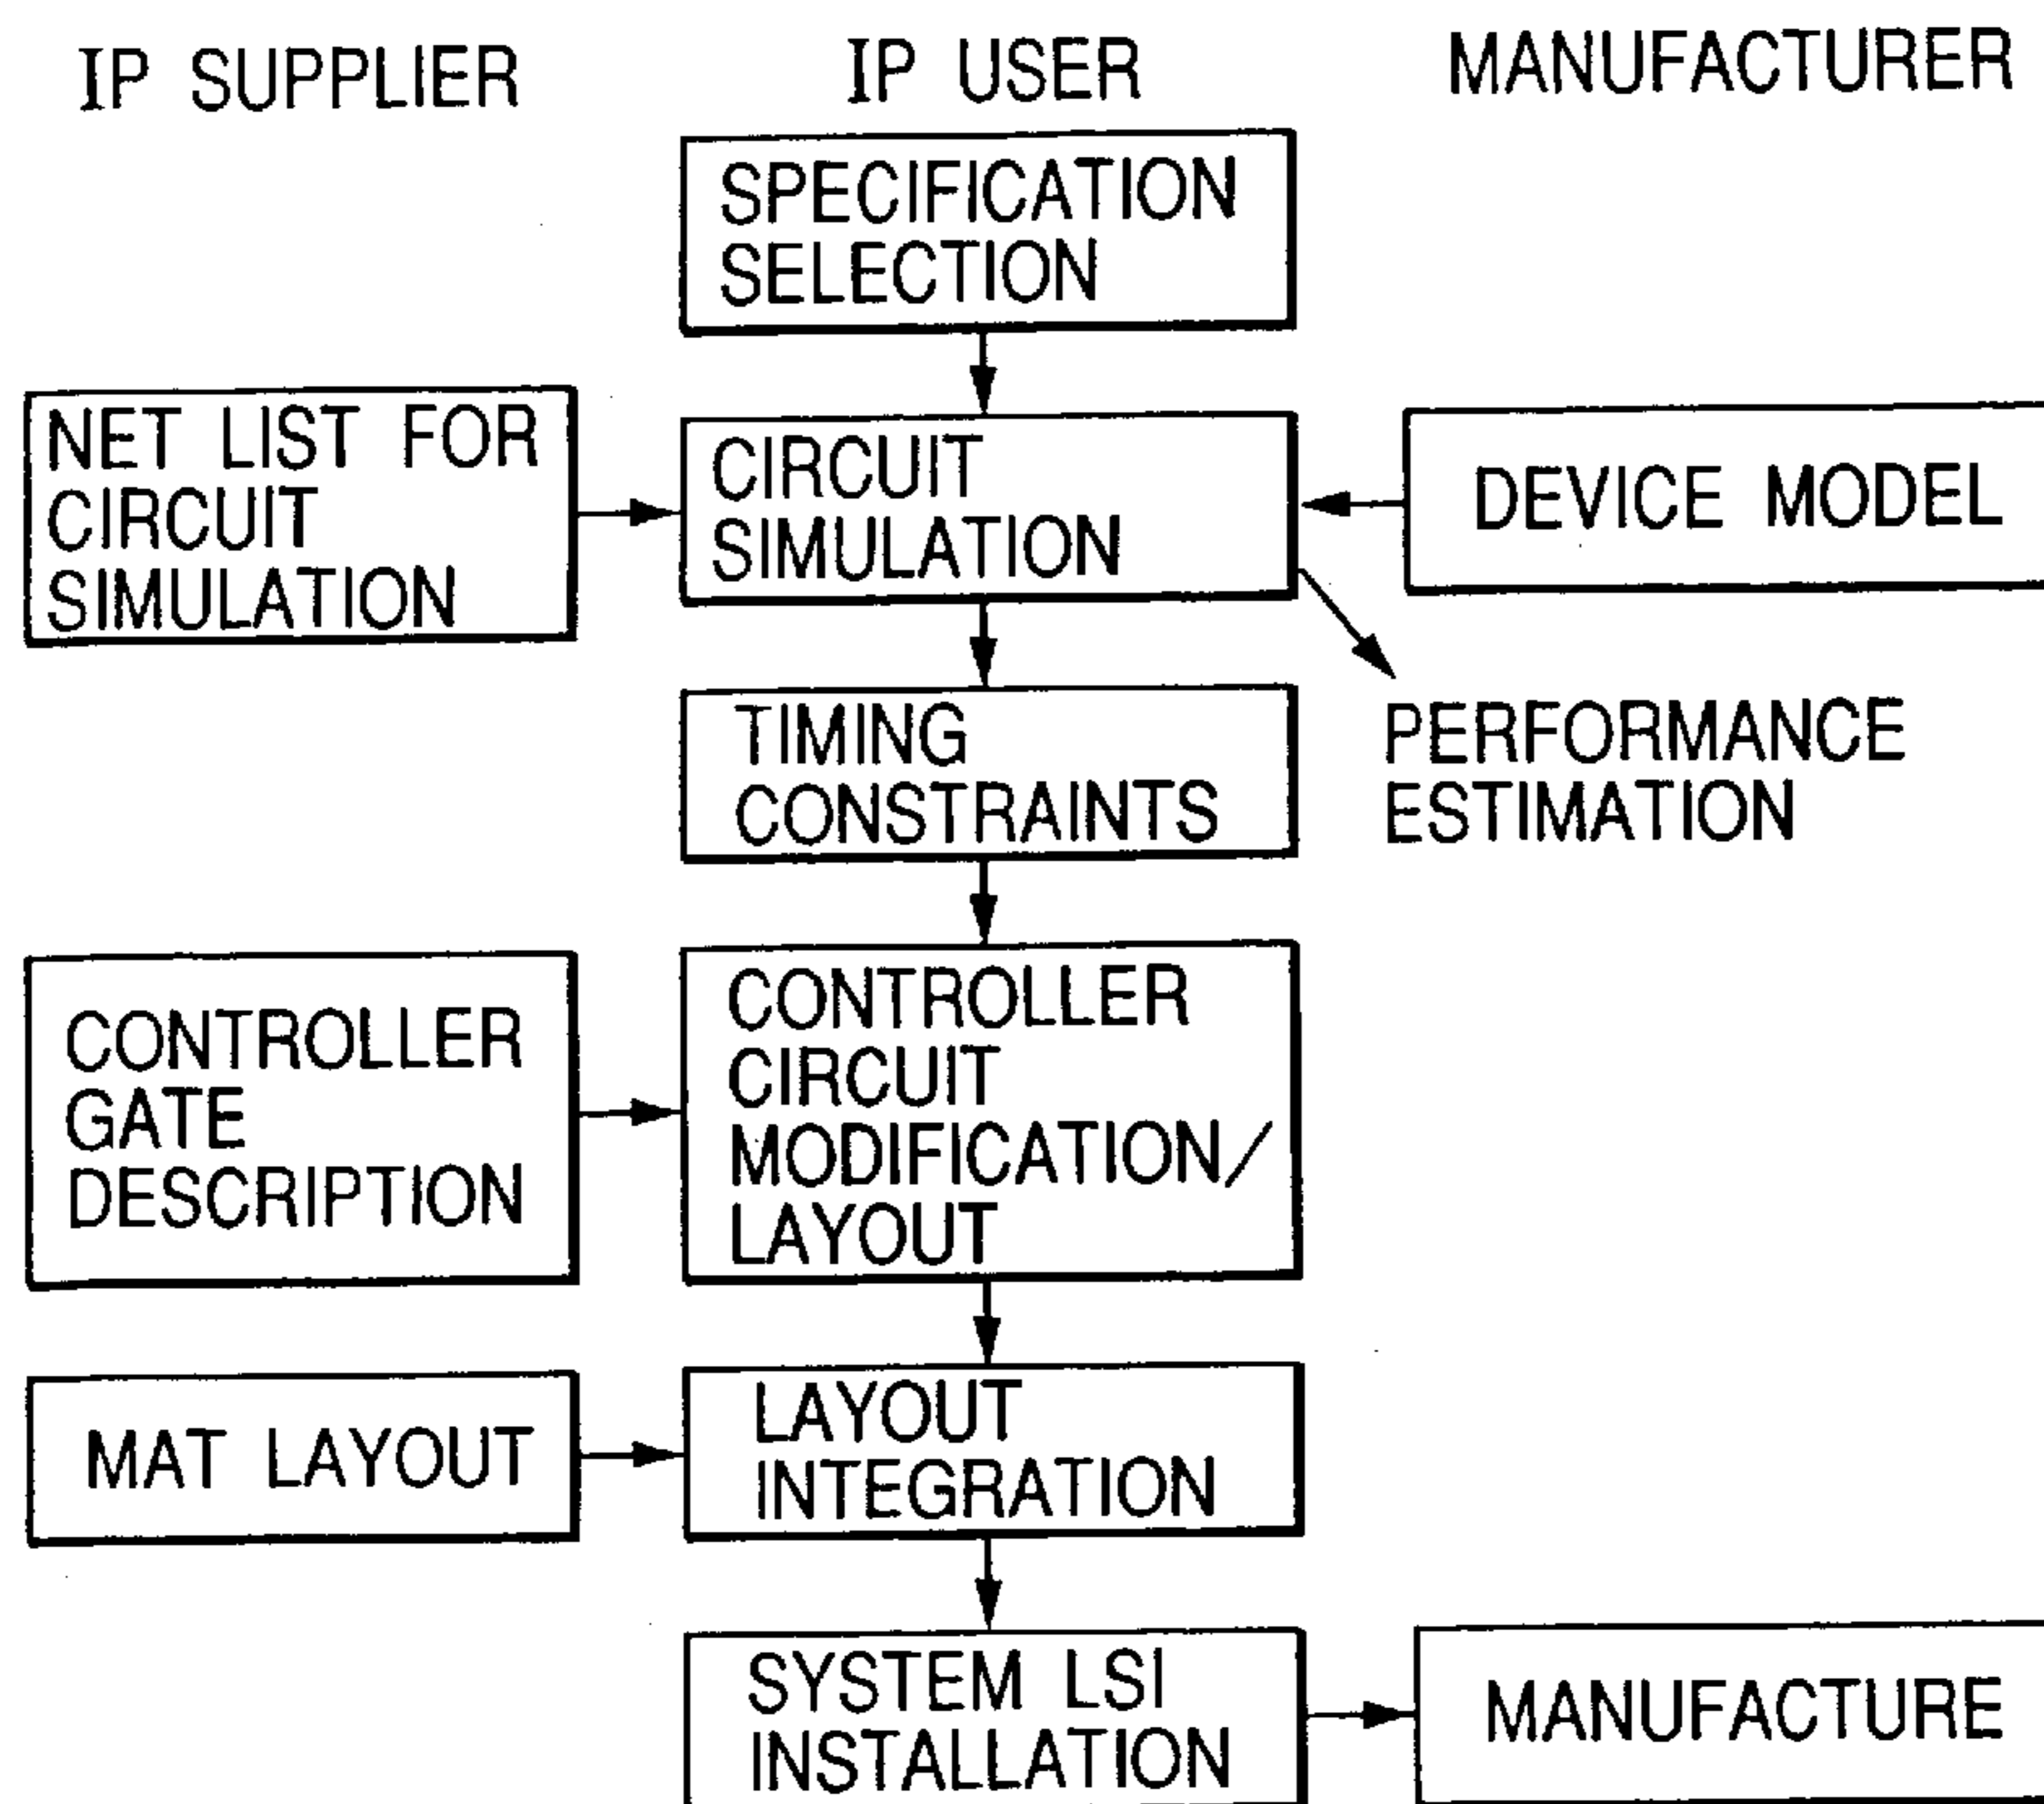 IP SUPPLIER
IP USER
MANUFACTURER
SPECIFICATION
SELECTION
NET LIST FOR
CIRCUIT
SIMULATION
CIRCUIT
SIMULATION
DEVICE MODEL
TIMING
CONSTRAINTS
PERFORMANCE
ESTIMATION
CONTROLLER
GATE
DESCRIPTION
CONTROLLER
CIRCUIT
MODIFICATION/
LAYOUT
MAT LAYOUT
LAYOUT
INTEGRATION
SYSTEM LSI
INSTALLATION
MANUFACTURE